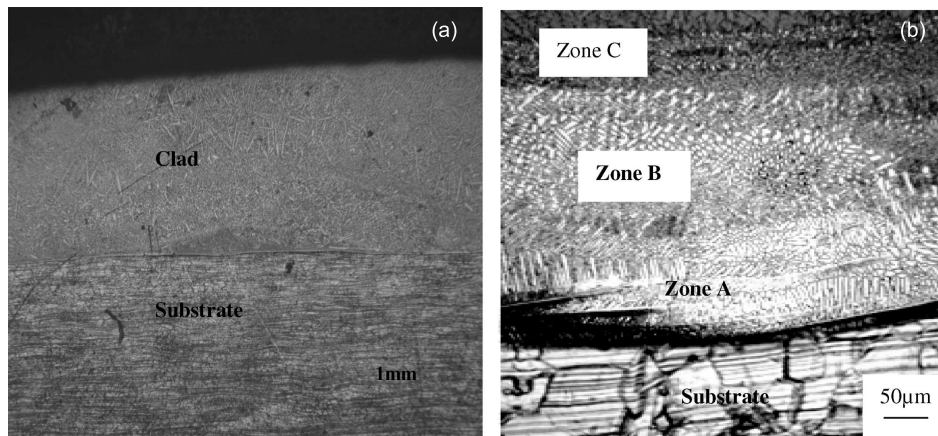 (a)
Clad
Substrate
1mm
(b)
Zone C
Zone B
Zone A
Substrate
50µm